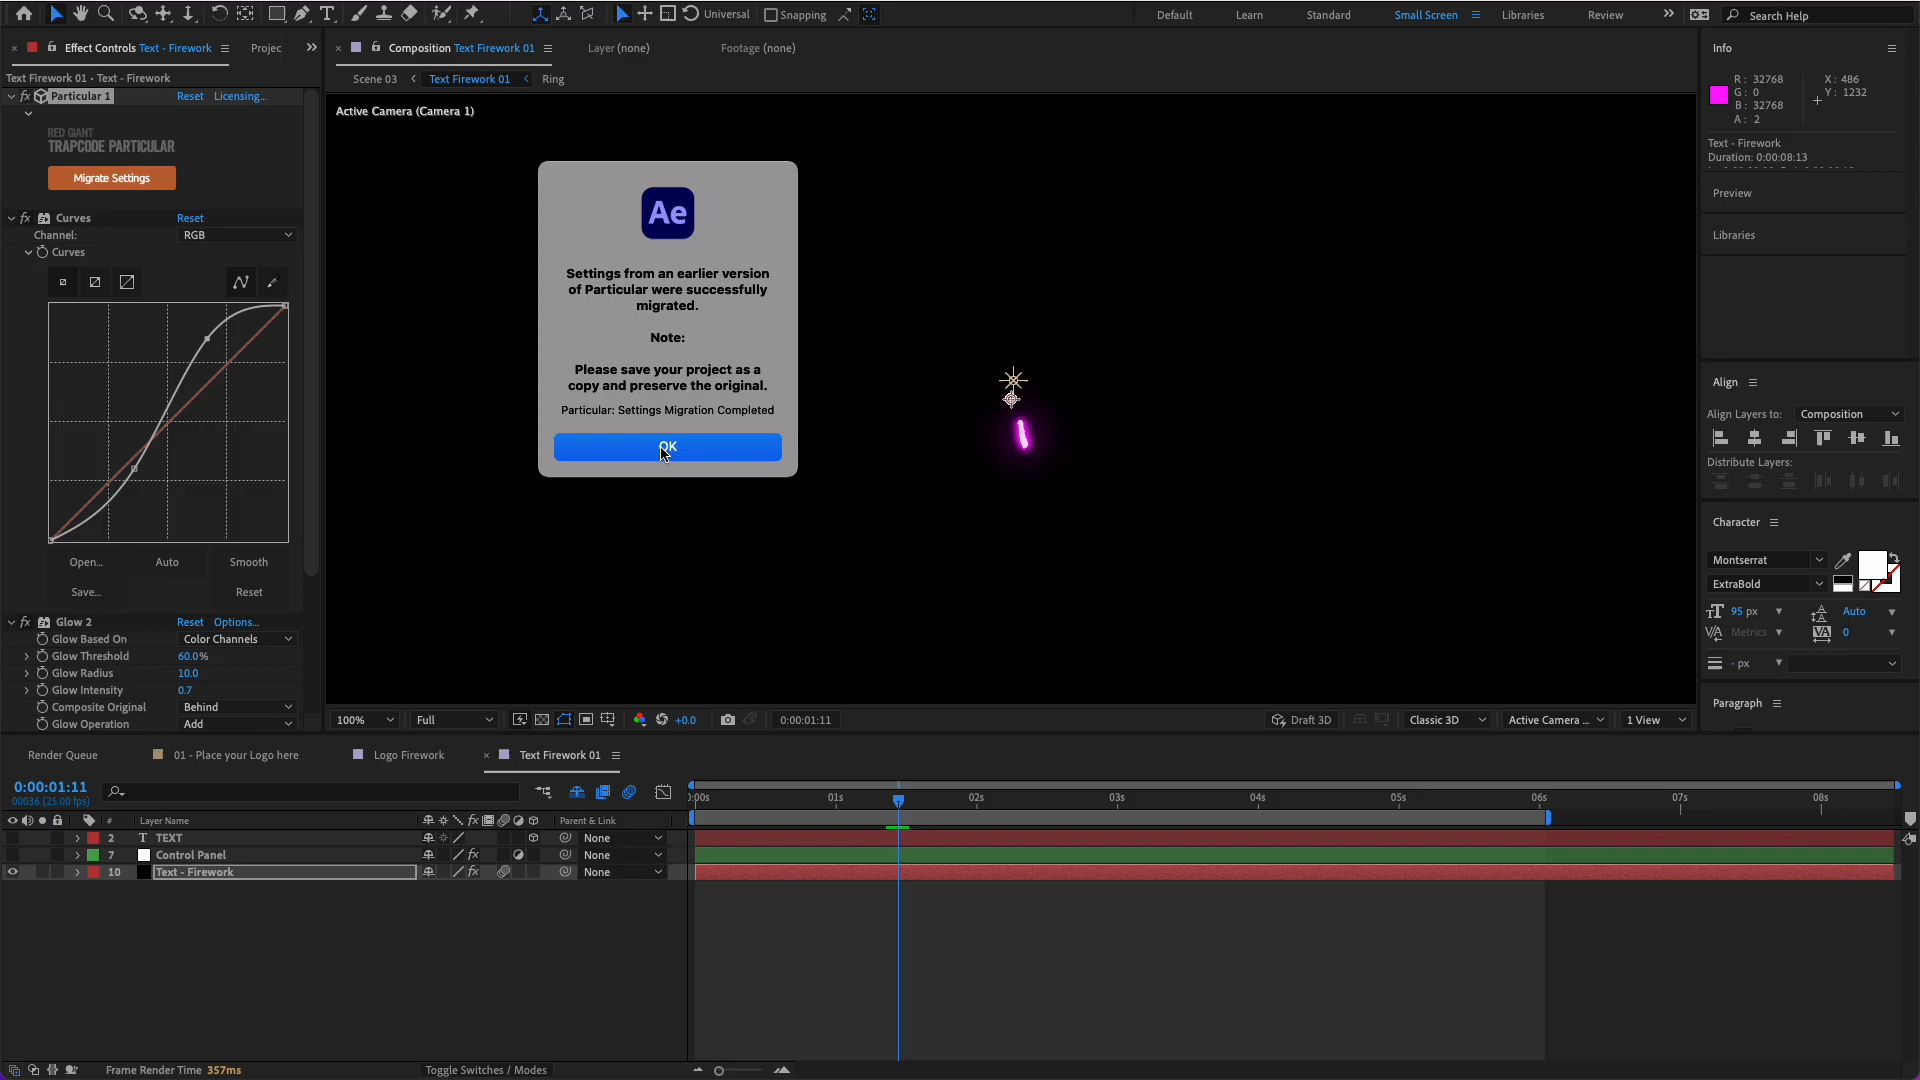 Universal
Snapping
Default
Learn
Standard
Small Screen
Libraries
Review
Search Help
Effect Controls Text - Firework
Projec
Composition Text Firework 01
Layer (none)
Footage (none)
Info
Text Firework 01 • Text - Firework
Scene 03
Text Firework 01
Ring
fx
Particular 1
Reset
Licensing...
RED GIANT
TRAPCODE PARTICULAR
Migrate Settings
Active Camera (Camera 1)
R: 32768
G: 0
B: 32768
A: 2
X: 486
Y: 1232
Text - Firework
Duration: 0:00:08:13
Preview
Libraries
fx
Curves
Reset
Channel:
RGB
Curves
Open...
Auto
Smooth
Save...
Reset
fx
Glow 2
Reset
Options...
Glow Based On
Color Channels
Glow Threshold
60.0%
Glow Radius
10.0
Glow Intensity
0.7
Composite Original
Behind
Glow Operation
Add
Ae
Settings from an earlier version
of Particular were successfully
migrated.
Note:
Please save your project as a
copy and preserve the original.
Particular: Settings Migration Completed
OK
Align
Align Layers to:
Composition
Distribute Layers:
Character
Montserrat
ExtraBold
95 px
Auto
Metrics
0
- px
Paragraph
100%
Full
+0.0
0:00:01:11
Draft 3D
Classic 3D
Active Camera ...
1 View
Render Queue
01 - Place your Logo here
Logo Firework
Text Firework 01
0:00:01:11
00036 (25.00 fps)
:00s
01s
02s
03s
04s
05s
06s
07s
08s
#
Layer Name
fx
Parent & Link
2
T
TEXT
None
7
Control Panel
fx
None
10
Text - Firework
fx
None
Frame Render Time 357ms
Toggle Switches / Modes